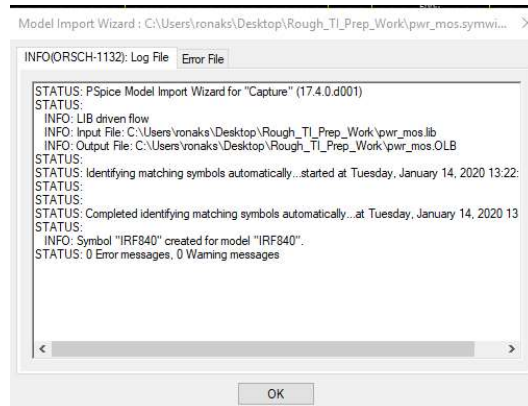 Model Import Wizard : C:\Users\ronaks\Desktop\Rough_TI_Prep_Work\pwr_mos.symwi...
INFO(ORSCH-1132): Log File Error File
STATUS: PSpice Model Import Wizard for "Capture" (17.4.0.d001)
STATUS:
INFO: LIB driven flow
INFO: Input File: C:\Users\ronaks\Desktop\Rough_TI_Prep_Work\pwr_mos.lib
INFO: Output File: C:\Users\ronaks\Desktop\Rough_TI_Prep_Work\pwr_mos.OLB
STATUS:
STATUS: Identifying matching symbols automatically...started at Tuesday, January 14, 2020 13:22:
STATUS:
STATUS:
STATUS: Completed identifying matching symbols automatically...at Tuesday, January 14, 2020 13
STATUS:
INFO: Symbol "IRF840" created for model "IRF840".
STATUS: 0 Error messages, 0 Warning messages
OK